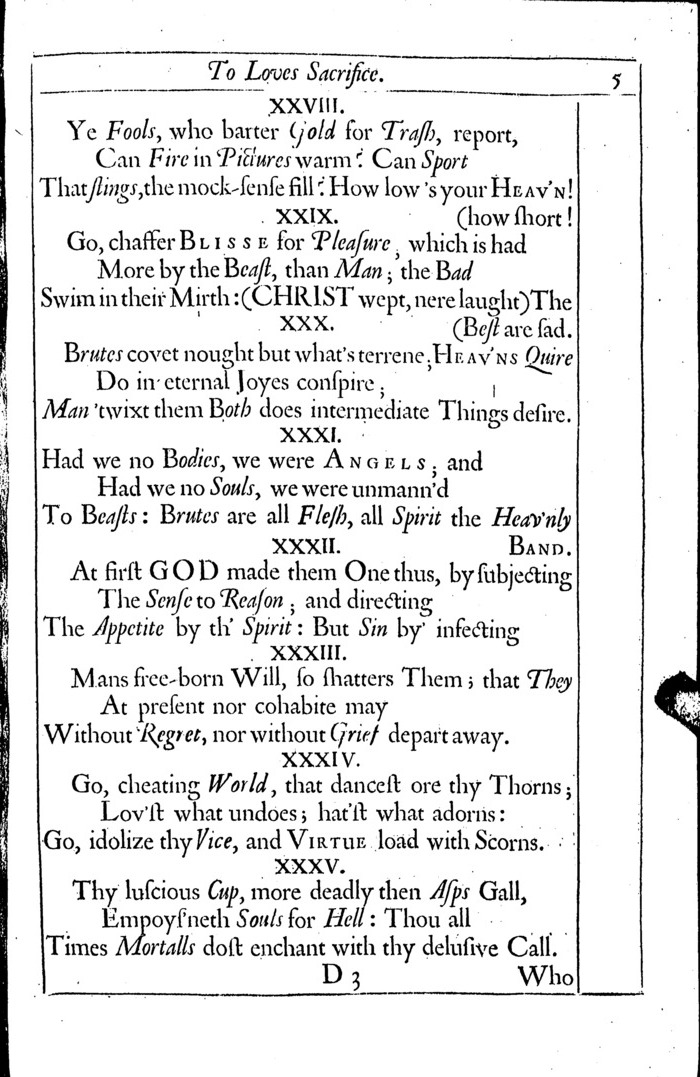 To Loves Sacrifice. 5
XXVIII.
Ye Fools, who barter Gold for Traſh, report,
Can Fire in Pictures warm? Can Sport
That ſtings, the mock-ſenſe fill? How low 's your HEAV'N!
XXIX. (how ſhort!
Go, chaffer BLISSE for Pleaſure, which is had
More by the Beaſt, than Man; the Bad
Swim in their Mirth: (CHRIST wept, nere laught) The
XXX. (Beſt are ſad.
Brutes covet nought but what's terrene; HEAV'NS Quire
Do in eternal Joyes conſpire;
Man 'twixt them Both does intermediate Things deſire.
XXXI.
Had we no Bodies, we were ANGELS; and
Had we no Souls, we were unmann'd
To Beaſts: Brutes are all Fleſh, all Spirit the Heav'nly
XXXII. BAND.
At firſt GOD made them One thus, by ſubjecting
The Senſe to Reaſon; and directing
The Appetite by th' Spirit: But Sin by infecting
XXXIII.
Mans free-born Will, ſo ſhatters Them; that They
At preſent nor cohabite may
Without Regret, nor without Grief depart away.
XXXIV.
Go, cheating World, that danceſt ore thy Thorns;
Lov'ſt what undoes; hat'ſt what adorns:
Go, idolize thy Vice, and VIRTUE load with Scorns.
XXXV.
Thy luſcious Cup, more deadly then Aſps Gall,
Empoyſ'neth Souls for Hell: Thou all
Times Mortalls doſt enchant with thy deluſive Call.
D 3 Who